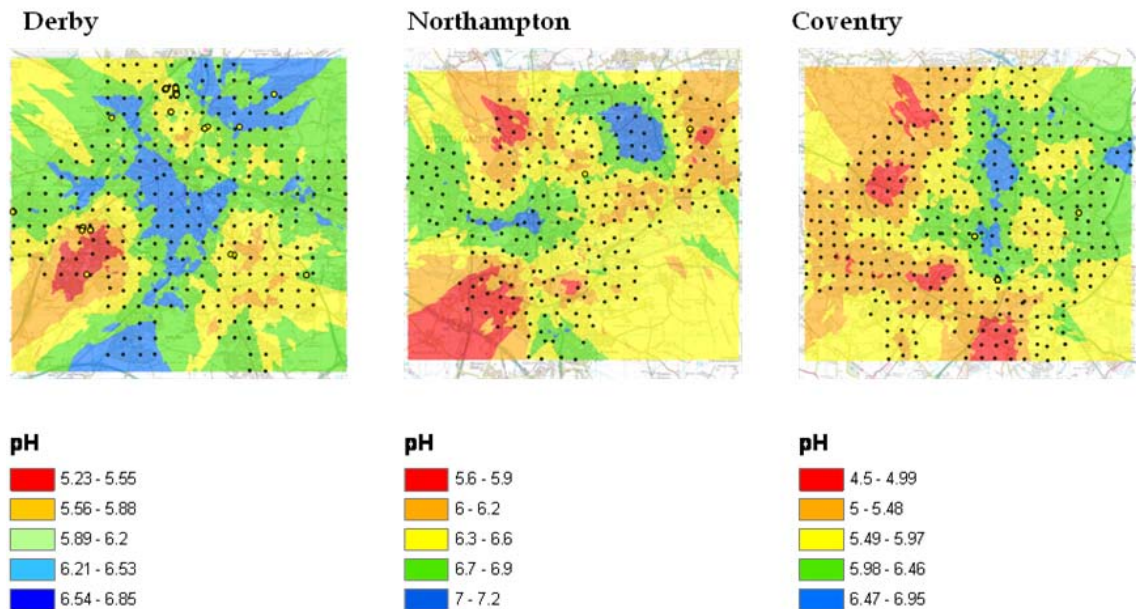 Derby
Northampton
Coventry
pH
5.23 - 5.55
5.56 - 5.88
5.89 - 6.2
6.21 - 6.53
6.54 - 6.85
pH
5.6 - 5.9
6 - 6.2
6.3 - 6.6
6.7 - 6.9
7 - 7.2
pH
4.5 - 4.99
5 - 5.48
5.49 - 5.97
5.98 - 6.46
6.47 - 6.95